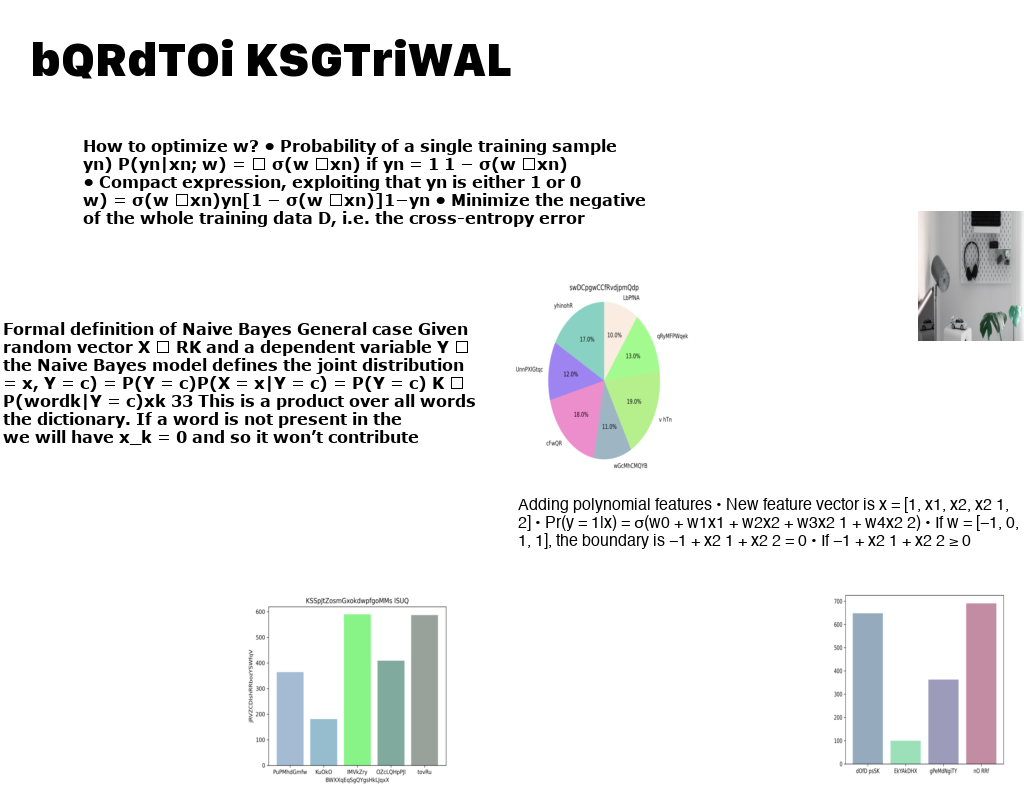 bQRdTOi KSGTriWAL
How to optimize w? • Probability of a single training sample
yn) P(yn|xn; w) = □ σ(w □xn) if yn = 1 1 − σ(w □xn)
• Compact expression, exploiting that yn is either 1 or 0
w) = σ(w □xn)yn[1 − σ(w □xn)]1−yn • Minimize the negative
of the whole training data D, i.e. the cross-entropy error
Formal definition of Naive Bayes General case Given
random vector X □ RK and a dependent variable Y □
the Naive Bayes model defines the joint distribution
= x, Y = c) = P(Y = c)P(X = x|Y = c) = P(Y = c) K □
P(wordk|Y = c)xk 33 This is a product over all words
the dictionary. If a word is not present in the
we will have x_k = 0 and so it won’t contribute
swDCpgwCCfRvdjpmQdp
LbPfNA
yhinohR
qRyMFPWqek
10.0%
17.0%
13.0%
UnnPXIGtqc
12.0%
19.0%
18.0%
11.0%
v hTn
cFwQR
wGcMhCMQYB
Adding polynomial features • New feature vector is x = [1, x1, x2, x2 1,
2] • Pr(y = 1|x) = σ(w0 + w1x1 + w2x2 + w3x2 1 + w4x2 2) • If w = [−1, 0,
1, 1], the boundary is −1 + x2 1 + x2 2 = 0 • If −1 + x2 1 + x2 2 ≥ 0
KSSpJtZosmGxokdwpfgoMMs ISUQ
600
500
400
300
200
100
0
PuPMhdGmfw KuOkO IMVkZry OZcLQHpPJl tovRu
BWXXqEqSgQYgsHkLJqxX
700
600
500
400
300
200
100
0
dOfD psSK EkYAkDHX gPeMdNgiTY nO RRf